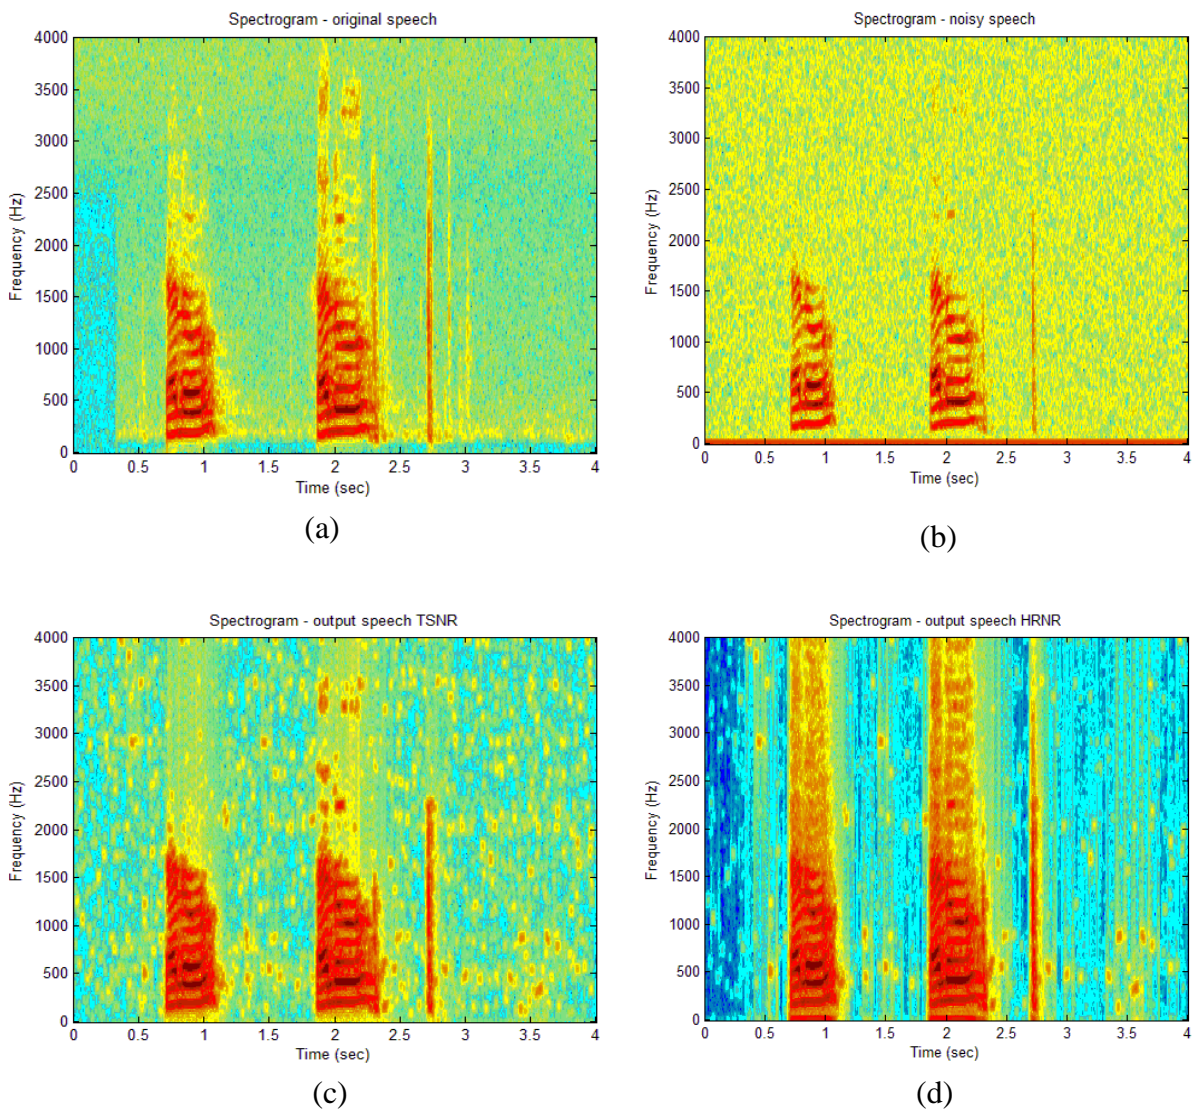 Spectrogram - original speech
4000
3500
3000
2500
2000
1500
1000
500
0
Frequency (Hz)
0 0.5 1 1.5 2 2.5 3 3.5 4
Time (sec)
(a)
Spectrogram - noisy speech
4000
3500
3000
2500
2000
1500
1000
500
0
Frequency (Hz)
0 0.5 1 1.5 2 2.5 3 3.5 4
Time (sec)
(b)
Spectrogram - output speech TSNR
4000
3500
3000
2500
2000
1500
1000
500
0
Frequency (Hz)
0 0.5 1 1.5 2 2.5 3 3.5 4
Time (sec)
(c)
Spectrogram - output speech HRNR
4000
3500
3000
2500
2000
1500
1000
500
0
Frequency (Hz)
0 0.5 1 1.5 2 2.5 3 3.5 4
Time (sec)
(d)